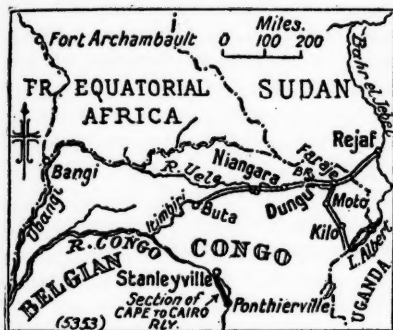 Miles.
0 100 200
Fort Archambault
FR. EQUATORIAL
AFRICA
SUDAN
Bahr el Jebel
Rejaf
Faraje
Bangi
Niangara
R. Uele
Dungu
Moto
Ubangi
Itimbiri
Buta
Kilo
R. CONGO
CONGO
L. Albert
BELGIAN
Stanleyville
UGANDA
Section of
CAPE TO CAIRO
RLY.
Ponthierville
(5353)